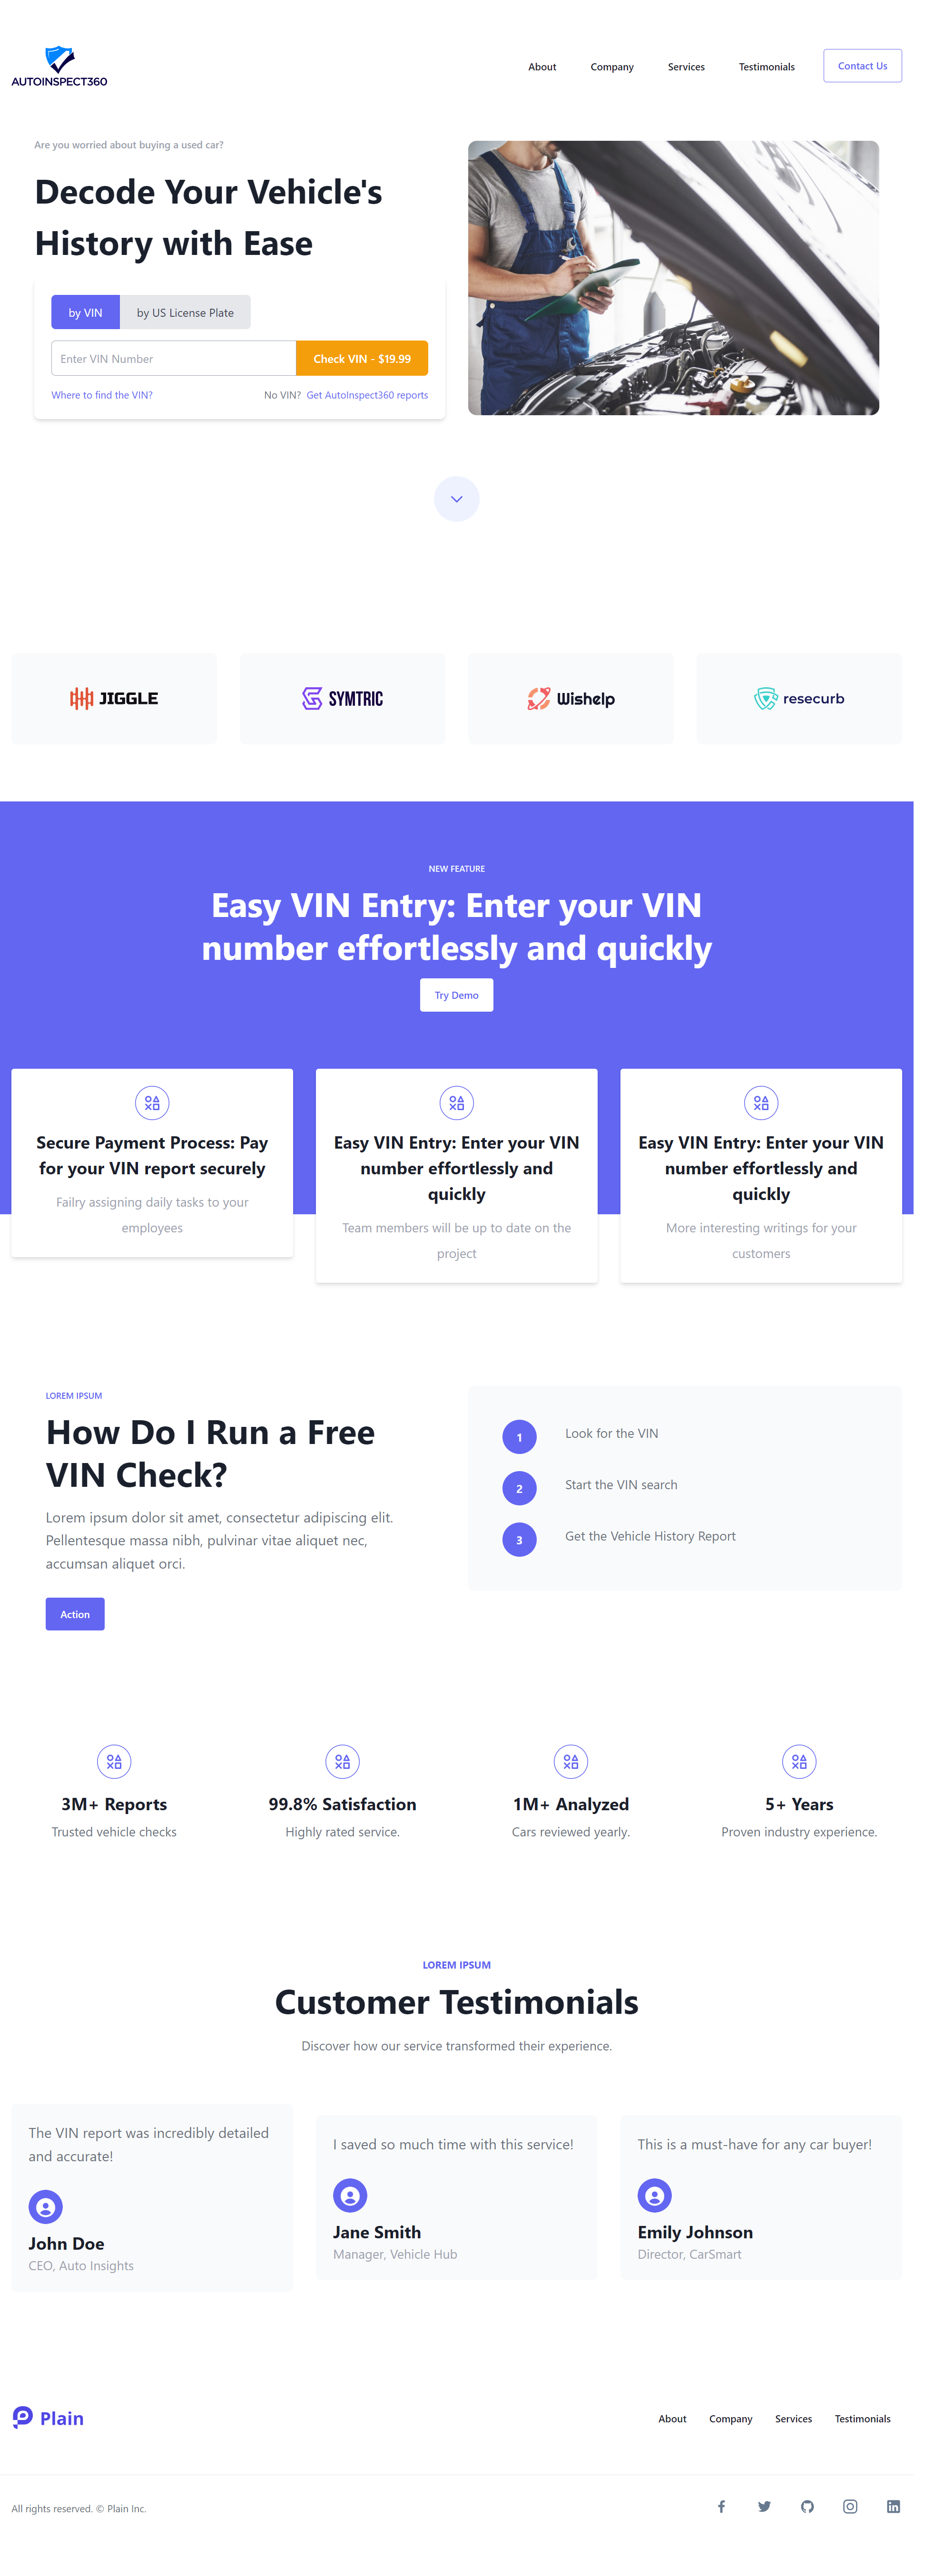 AUTOINSPECT360
About
Company
Services
Testimonials
Contact Us
Are you worried about buying a used car?
Decode Your Vehicle's
History with Ease
by VIN
by US License Plate
Enter VIN Number
Check VIN - $19.99
Where to find the VIN?
No VIN? Get AutoInspect360 reports
JIGGLE
SYMTRIC
Wishelp
resecurb
NEW FEATURE
Easy VIN Entry: Enter your VIN
number effortlessly and quickly
Try Demo
Secure Payment Process: Pay
for your VIN report securely
Failry assigning daily tasks to your
employees
Easy VIN Entry: Enter your VIN
number effortlessly and
quickly
Team members will be up to date on the
project
Easy VIN Entry: Enter your VIN
number effortlessly and
quickly
More interesting writings for your
customers
LOREM IPSUM
How Do I Run a Free
VIN Check?
Lorem ipsum dolor sit amet, consectetur adipiscing elit.
Pellentesque massa nibh, pulvinar vitae aliquet nec,
accumsan aliquet orci.
Action
1
Look for the VIN
2
Start the VIN search
3
Get the Vehicle History Report
3M+ Reports
Trusted vehicle checks
99.8% Satisfaction
Highly rated service.
1M+ Analyzed
Cars reviewed yearly.
5+ Years
Proven industry experience.
LOREM IPSUM
Customer Testimonials
Discover how our service transformed their experience.
The VIN report was incredibly detailed
and accurate!
John Doe
CEO, Auto Insights
I saved so much time with this service!
Jane Smith
Manager, Vehicle Hub
This is a must-have for any car buyer!
Emily Johnson
Director, CarSmart
Plain
About
Company
Services
Testimonials
All rights reserved. © Plain Inc.